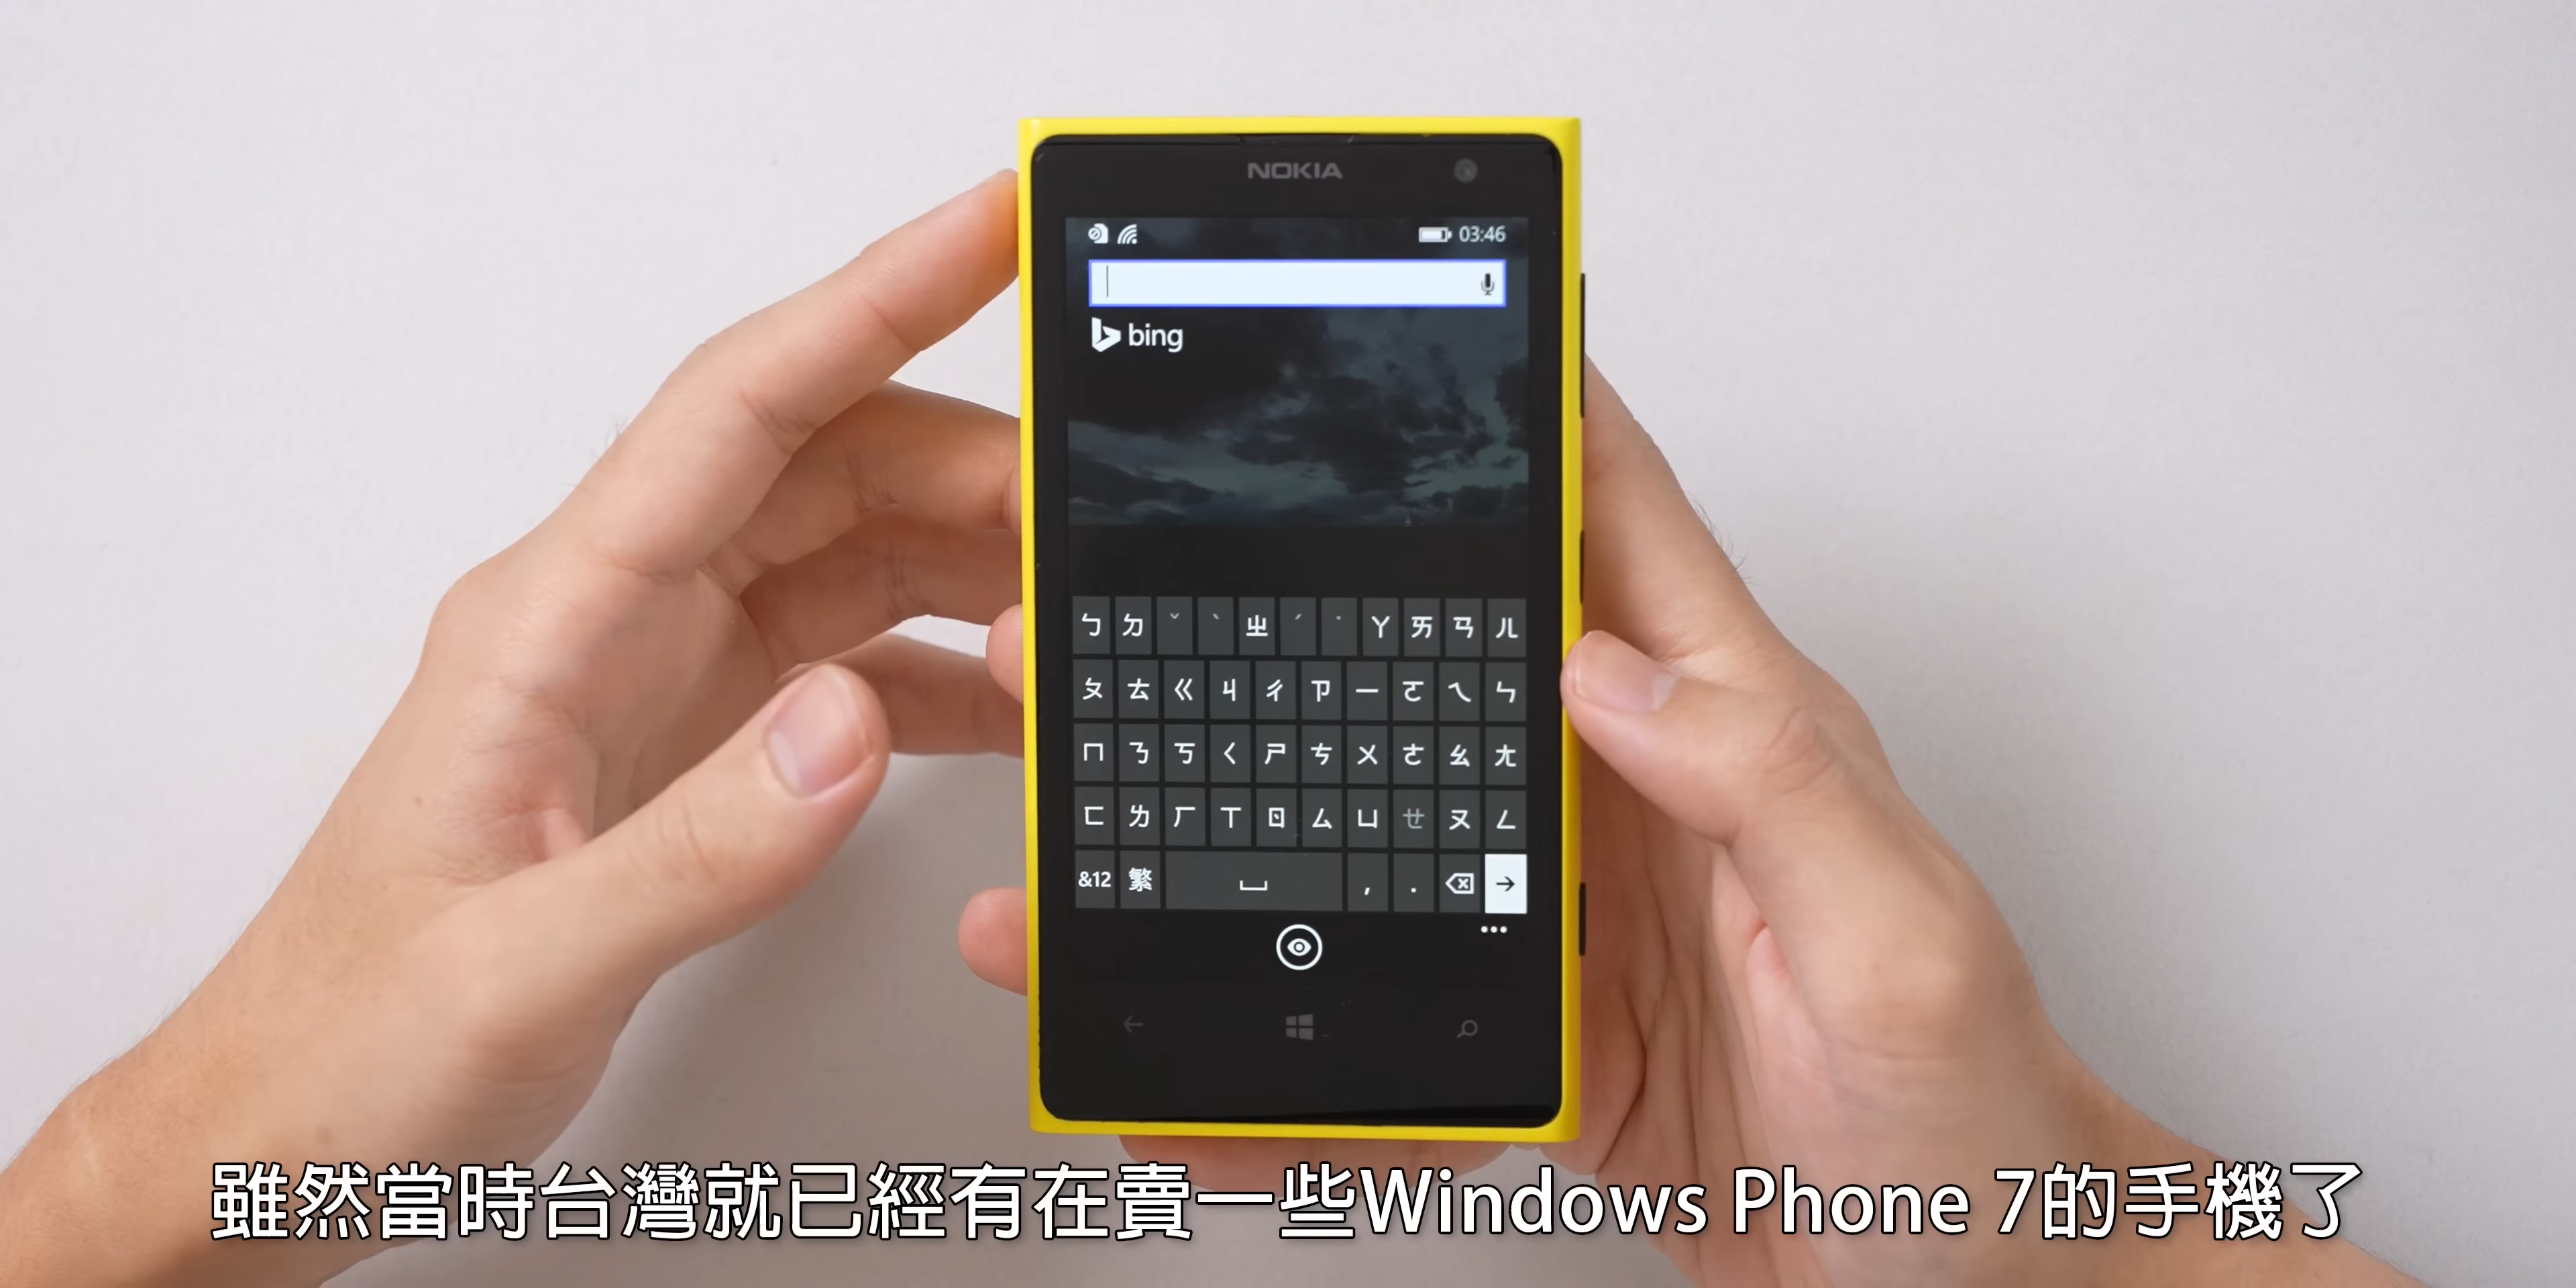 NOKIA
03:46
bing
ㄅ ㄉ ˇ ˋ ㄓ ˊ ˙ ㄚ ㄞ ㄢ ㄦ
ㄆ ㄊ ㄍ ㄐ ㄔ ㄗ ㄧ ㄛ ㄟ ㄣ
ㄇ ㄋ ㄎ ㄑ ㄕ ㄘ ㄨ ㄜ ㄠ ㄤ
ㄈ ㄌ ㄏ ㄒ ㄖ ㄙ ㄩ ㄝ ㄡ ㄥ
&12 繁 , .
雖然當時台灣就已經有在賣一些Windows Phone 7的手機了